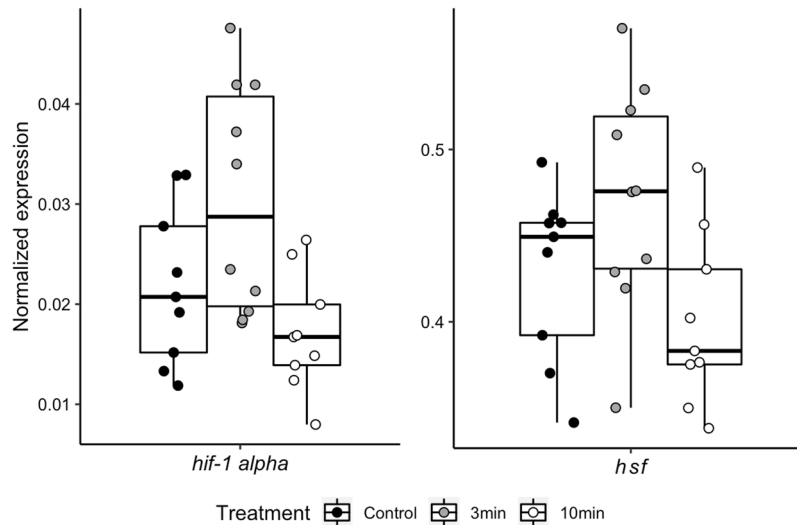 Normalized expression
0.04
0.03
0.02
0.01
hif-1 alpha
0.5
0.4
hsf
Treatment Control 3min 10min